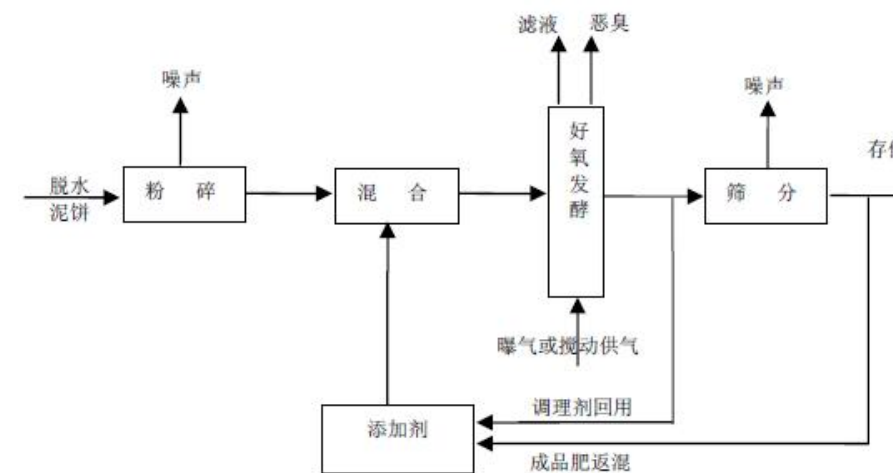 滤液 恶臭
噪声
噪声
存
脱水
泥饼
粉 碎
混 合
好
氧
发
酵
筛 分
曝气或搅动供气
添加剂
调理剂回用
成品肥返混